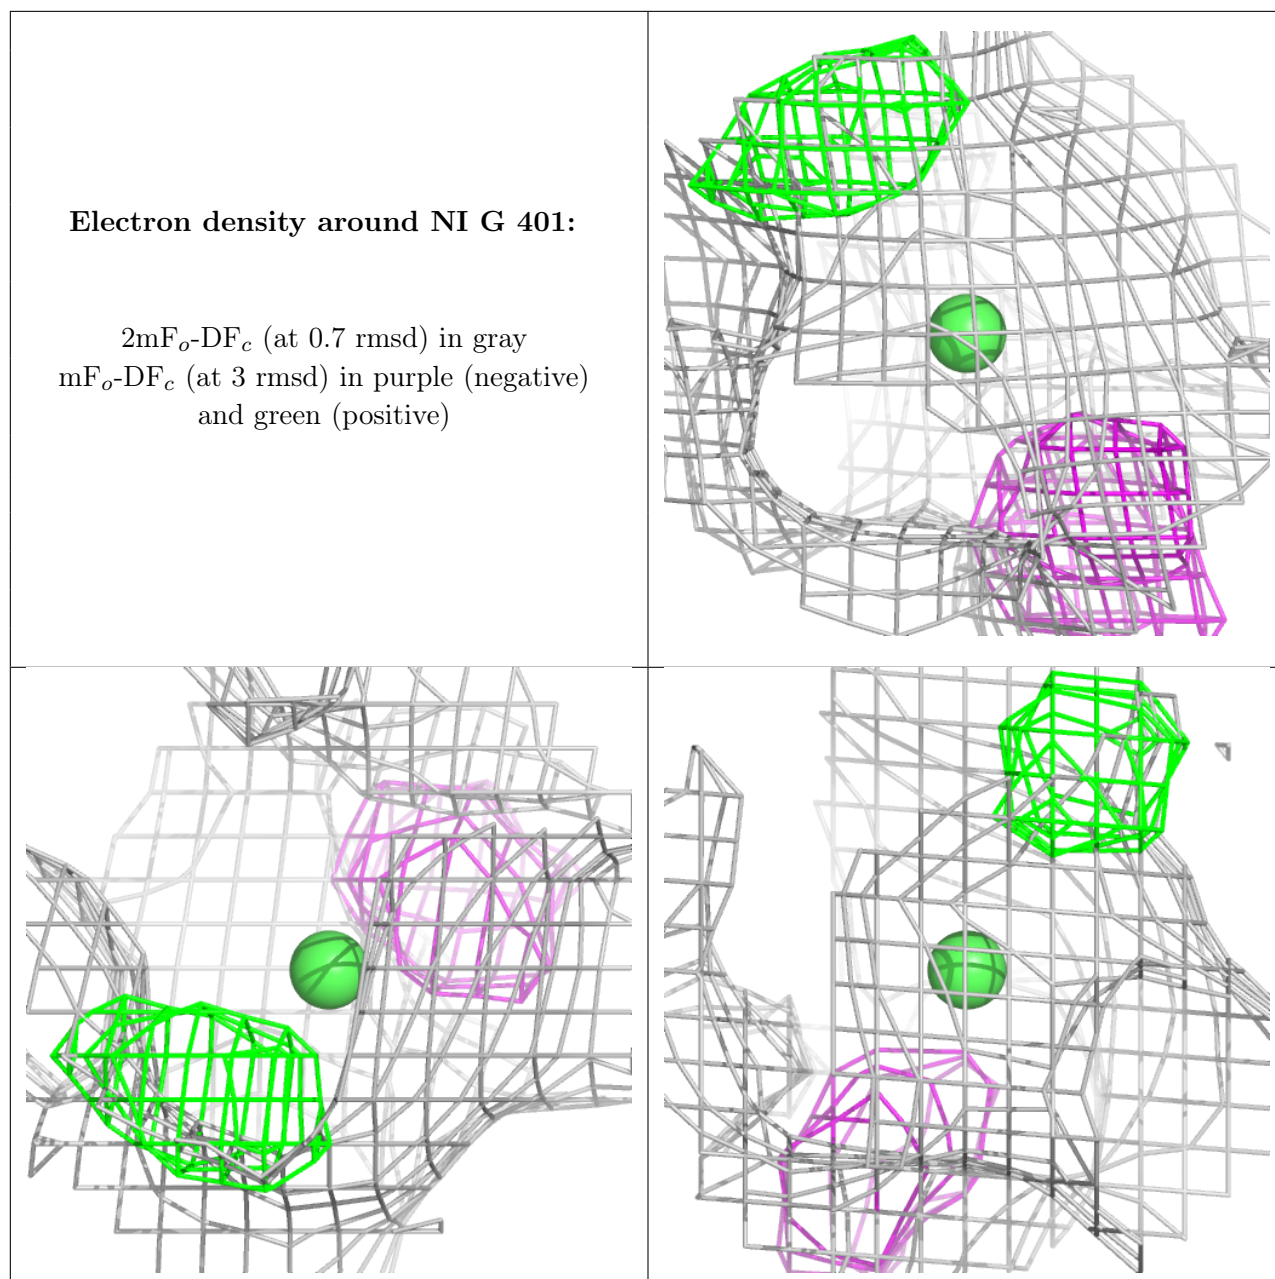 Electron density around NI G 401:
2mFo-DFc (at 0.7 rmsd) in gray
mFo-DFc (at 3 rmsd) in purple (negative)
and green (positive)